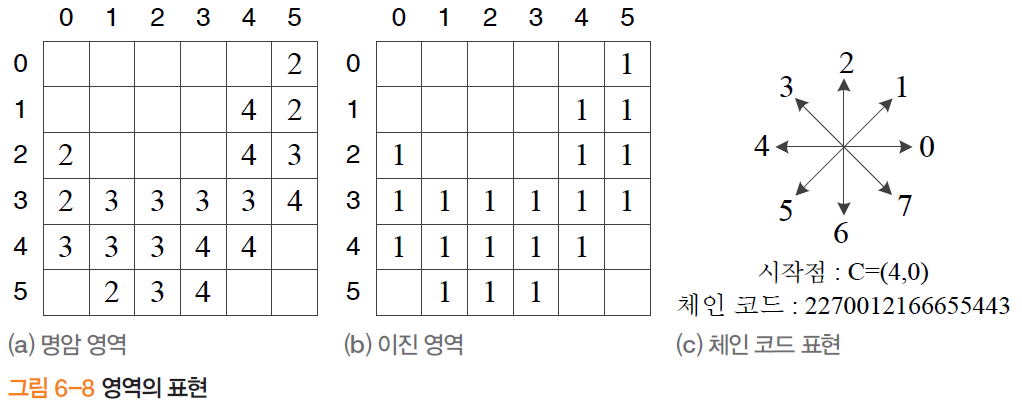 0 1 2 3 4 5
0 2
1 4 2
2 2 4 3
3 2 3 3 3 3 4
4 3 3 3 4 4
5 2 3 4
(a) 명암 영역
0 1 2 3 4 5
0 1
1 1 1
2 1 1 1
3 1 1 1 1 1 1
4 1 1 1 1 1
5 1 1 1
(b) 이진 영역
2
3 1
4 0
5 7
6
시작점 : C=(4,0)
체인 코드 : 2270012166655443
(c) 체인 코드 표현
그림 6-8 영역의 표현